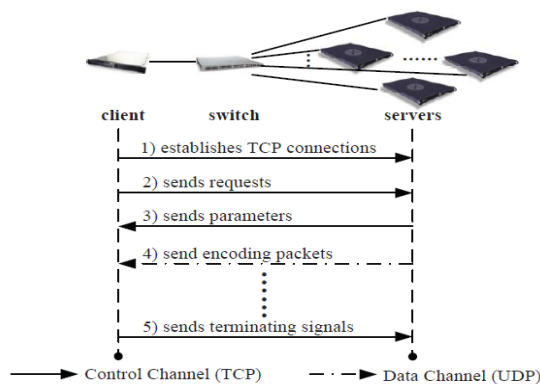 client switch servers
1) establishes TCP connections
2) sends requests
3) sends parameters
4) send encoding packets
5) sends terminating signals
Control Channel (TCP) Data Channel (UDP)